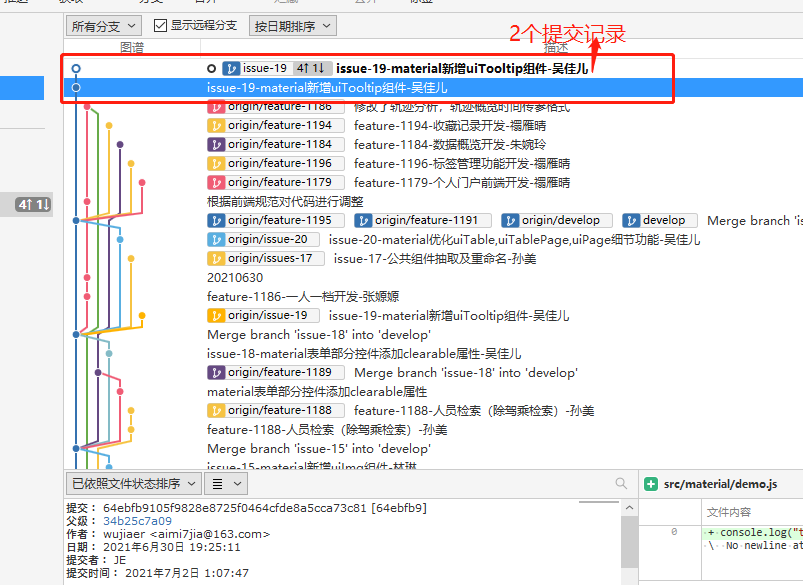 所有分支 显示远程分支 按日期排序
2个提交记录
图谱 描述
issue-19 4↑ 1↓ issue-19-material新增uiTooltip组件-吴佳儿
issue-19-material新增uiTooltip组件-吴佳儿
origin/feature-1186 修改了轨迹分析，轨迹概览时间传参格式
origin/feature-1194 feature-1194-收藏记录开发-禤雁晴
origin/feature-1184 feature-1184-数据概览开发-朱婉玲
origin/feature-1196 feature-1196-标签管理功能开发-禤雁晴
4↑ 1↓ origin/feature-1179 feature-1179-个人门户前端开发-禤雁晴
根据前端规范对代码进行调整
origin/feature-1195 origin/feature-1191 origin/develop develop Merge branch 'is
origin/issue-20 issue-20-material优化uiTable,uiTablePage,uiPage细节功能-吴佳儿
origin/issues-17 issue-17-公共组件抽取及重命名-孙美
20210630
feature-1186-一人一档开发-张嫄嫄
origin/issue-19 issue-19-material新增uiTooltip组件-吴佳儿
Merge branch 'issue-18' into 'develop'
issue-18-material表单部分控件添加clearable属性-吴佳儿
origin/feature-1189 Merge branch 'issue-18' into 'develop'
material表单部分控件添加clearable属性
origin/feature-1188 feature-1188-人员检索（除驾乘检索）-孙美
feature-1188-人员检索（除驾乘检索）-孙美
Merge branch 'issue-15' into 'develop'
issue-15-material新增uiImg组件-林琳
已依照文件状态排序 src/material/demo.js
提交： 64ebfb9105f9828e8725f0464cfde8a5cca73c81 [64ebfb9]
父级： 34b25c7a09
作者： wujiaer <aimi7jia@163.com>
日期： 2021年6月30日 19:25:11
提交者： JE
提交时间： 2021年7月2日 1:07:47
文件内容
0 + console.log("t
\ No newline at